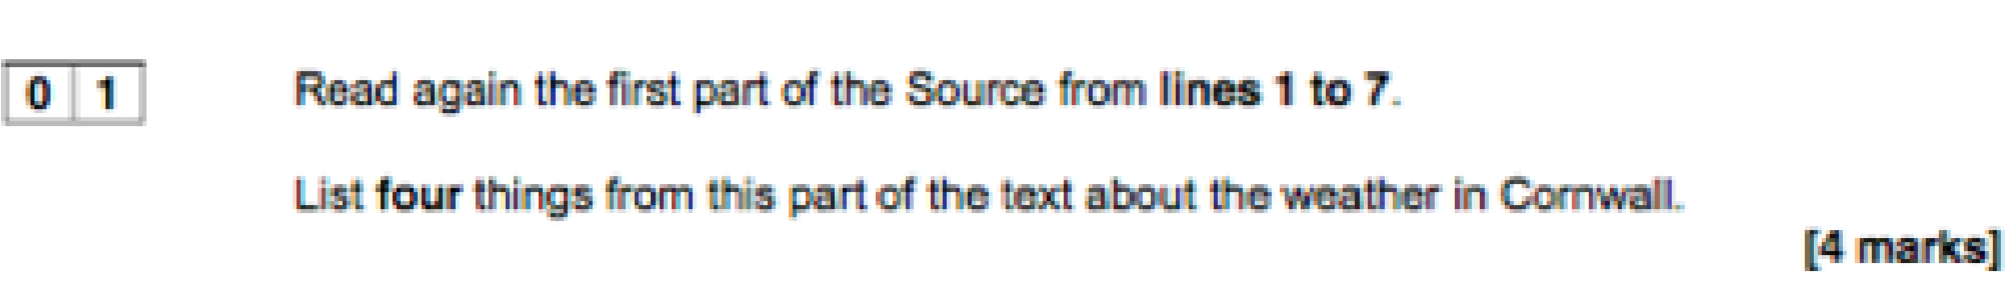 0 1 Read again the first part of the Source from lines 1 to 7.
List four things from this part of the text about the weather in Cornwall.
[4 marks]